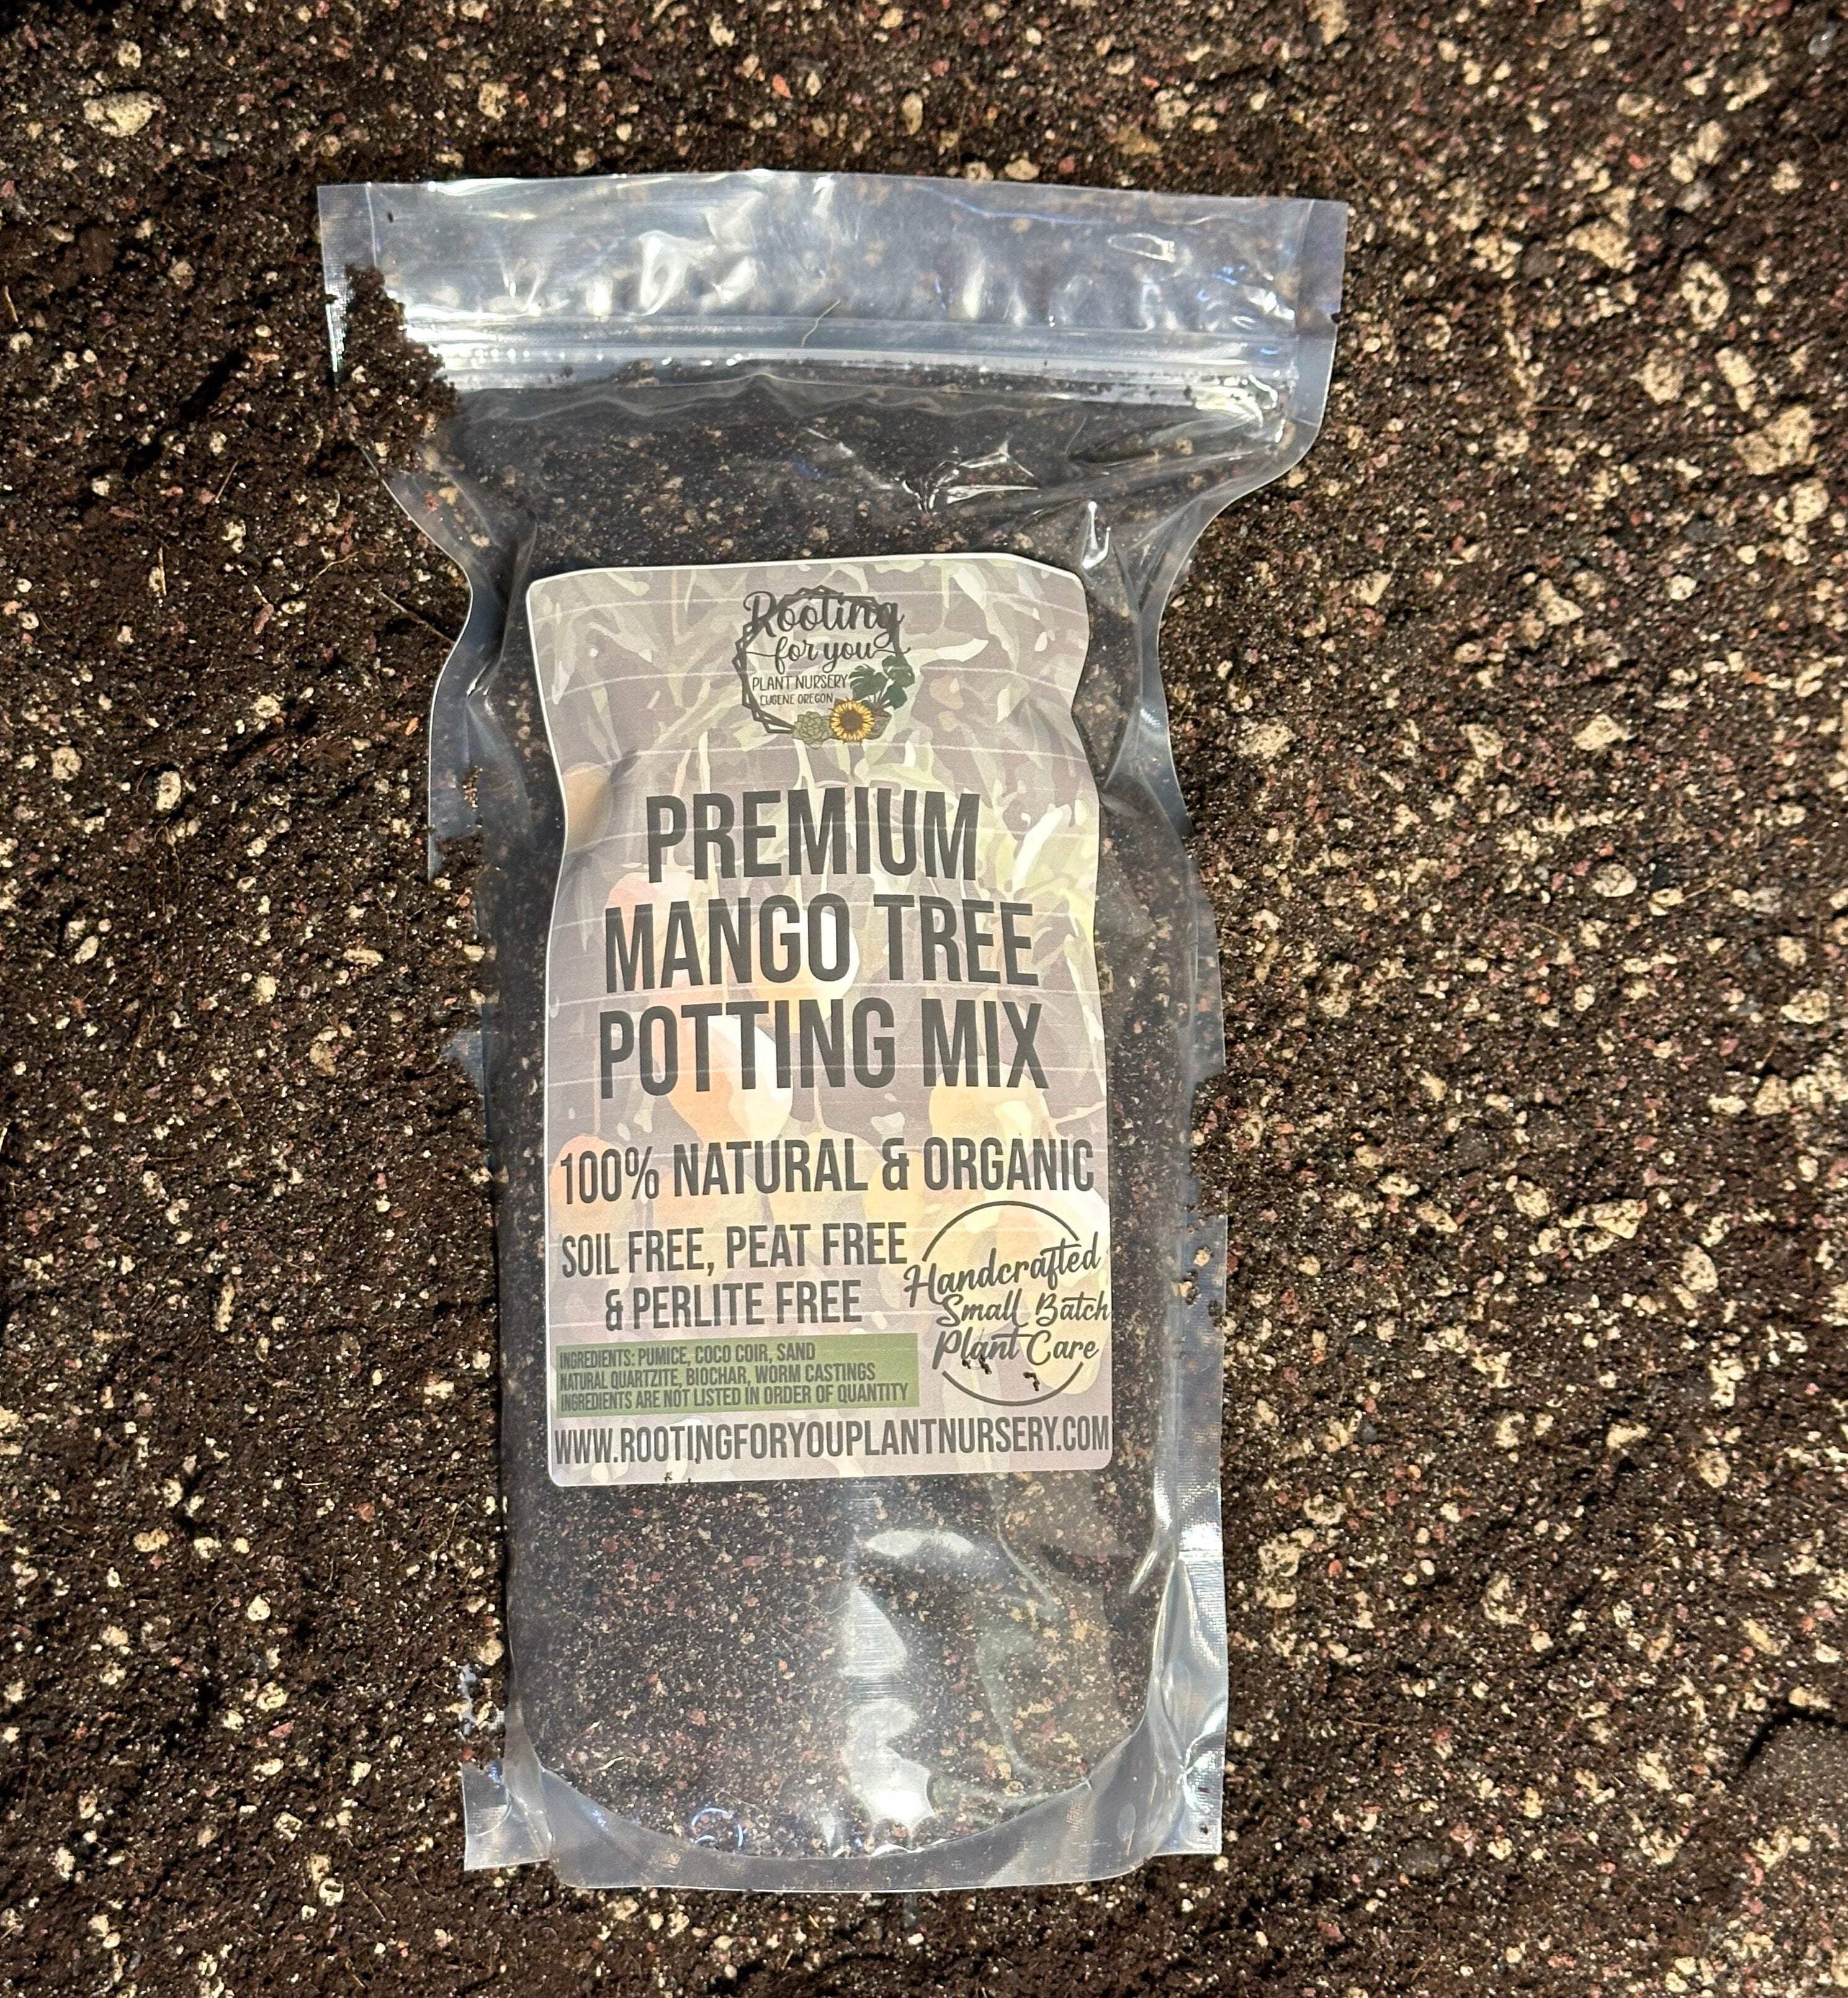 Rooting
for you
PLANT NURSERY
EUGENE OREGON
PREMIUM
MANGO TREE
POTTING MIX
100% NATURAL & ORGANIC
SOIL FREE, PEAT FREE
& PERLITE FREE
Handcrafted
Small Batch
Plant Care
INGREDIENTS: PUMICE, COCO COIR, SAND
NATURAL QUARTZITE, BIOCHAR, WORM CASTINGS
INGREDIENTS ARE NOT LISTED IN ORDER OF QUANTITY
WWW.ROOTINGFORYOUPLANTNURSERY.COM